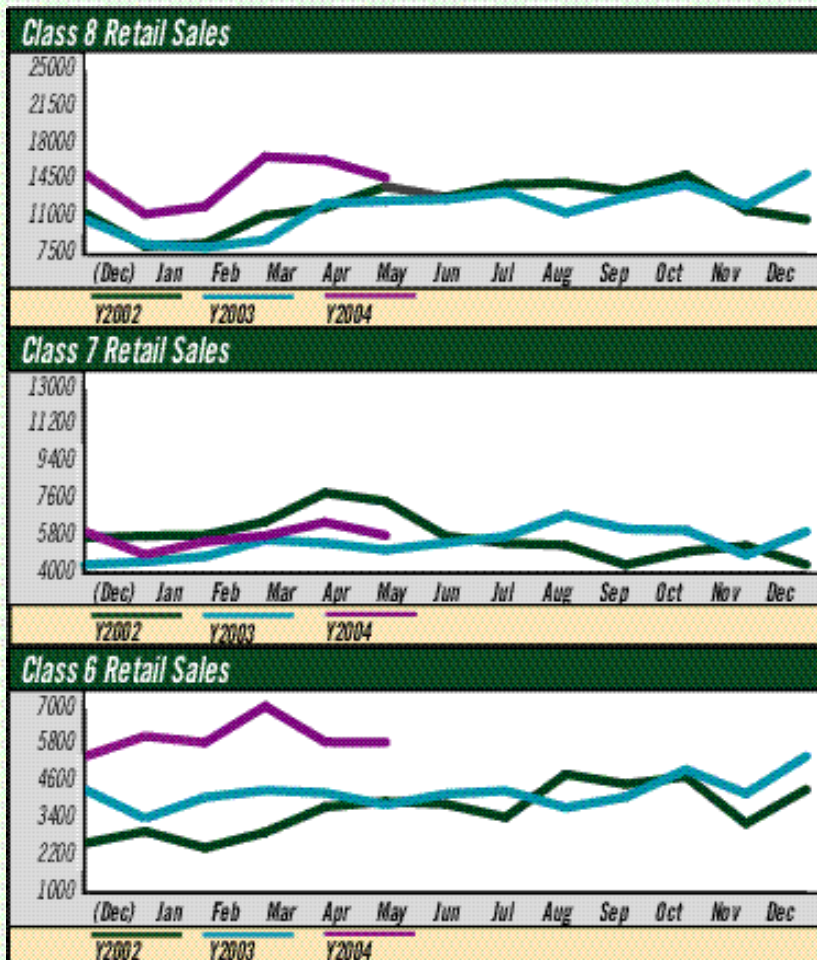 Class 8 Retail Sales
25000
21500
18000
14500
11000
7500
(Dec) Jan Feb Mar Apr May Jun Jul Aug Sep Oct Nov Dec
Y2002 Y2003 Y2004
Class 7 Retail Sales
13000
11200
9400
7600
5800
4000
(Dec) Jan Feb Mar Apr May Jun Jul Aug Sep Oct Nov Dec
Y2002 Y2003 Y2004
Class 6 Retail Sales
7000
5800
4600
3400
2200
1000
(Dec) Jan Feb Mar Apr May Jun Jul Aug Sep Oct Nov Dec
Y2002 Y2003 Y2004